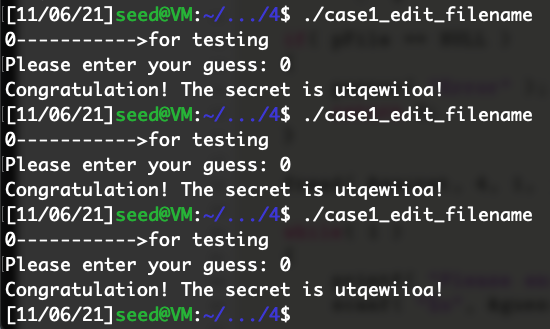 [11/06/21]seed@VM:~/.../4$ ./case1_edit_filename
0----------->for testing
Please enter your guess: 0
Congratulation! The secret is utqewiioa!
[11/06/21]seed@VM:~/.../4$ ./case1_edit_filename
0----------->for testing
Please enter your guess: 0
Congratulation! The secret is utqewiioa!
[11/06/21]seed@VM:~/.../4$ ./case1_edit_filename
0----------->for testing
Please enter your guess: 0
Congratulation! The secret is utqewiioa!
[11/06/21]seed@VM:~/.../4$